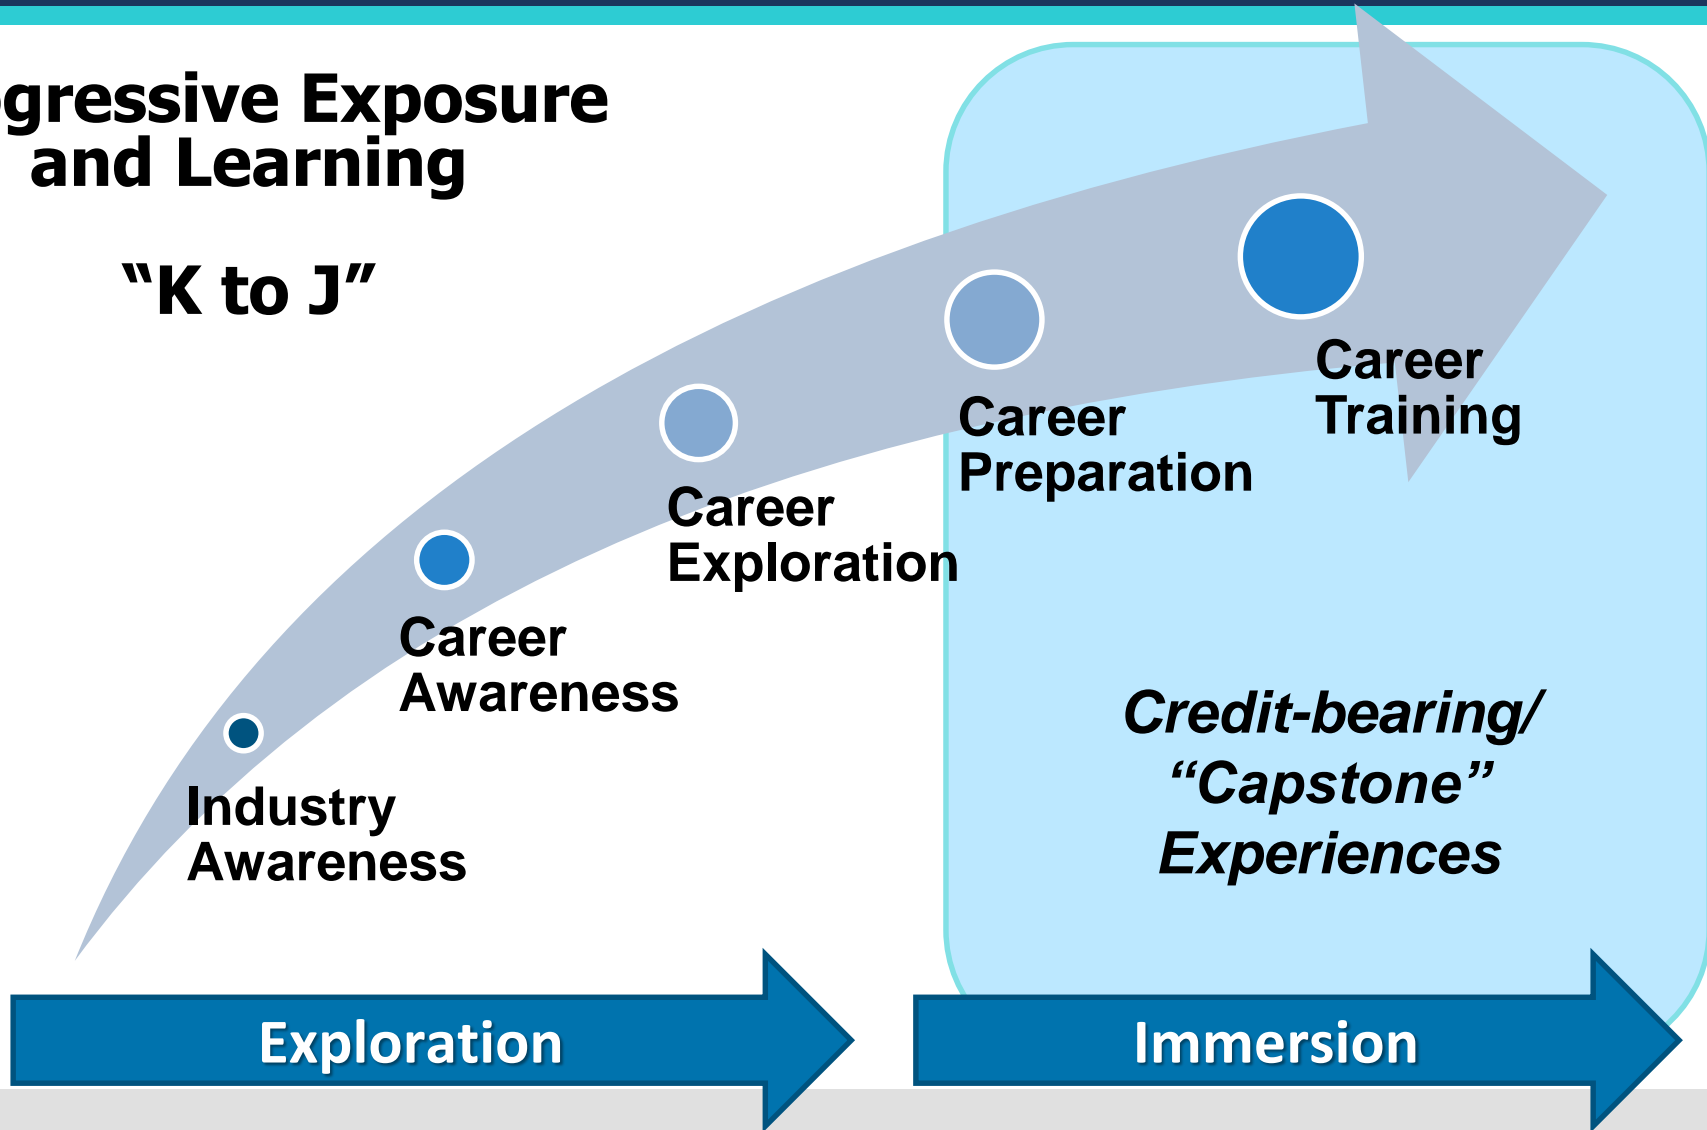 gressive Exposure
and Learning
“K to J”
Career
Training
Career
Preparation
Career
Exploration
Career
Awareness
Industry
Awareness
Credit-bearing/
“Capstone”
Experiences
Exploration
Immersion